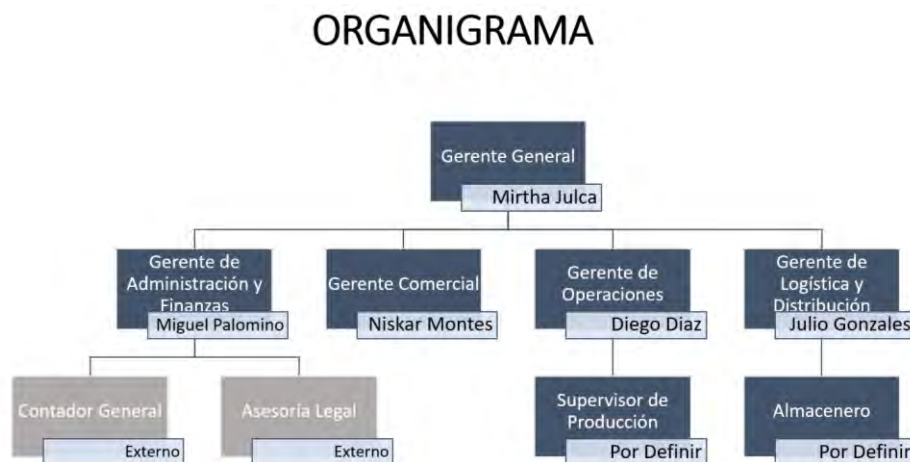 ORGANIGRAMA
Gerente General
Mirtha Julca
Gerente de
Administración y
Finanzas
Miguel Palomino
Gerente Comercial
Niskar Montes
Gerente de
Operaciones
Diego Diaz
Gerente de
Logística y
Distribución
Julio Gonzales
Contador General
Externo
Asesoría Legal
Externo
Supervisor de
Producción
Por Definir
Almacenero
Por Definir